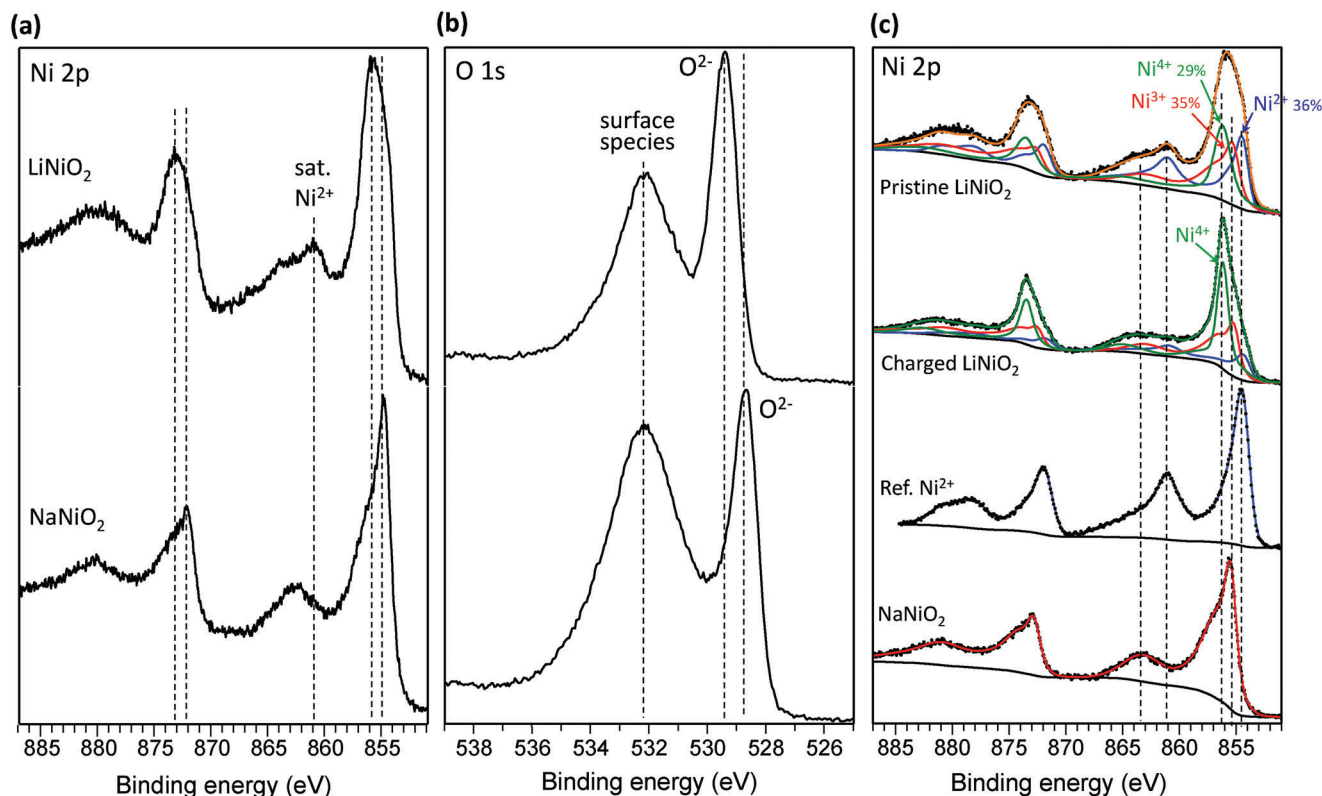 (a)
Ni 2p
LiNiO₂
sat.
Ni²⁺
NaNiO₂
885 880 875 870 865 860 855
Binding energy (eV)
(b)
O 1s
O²⁻
surface
species
O²⁻
538 536 534 532 530 528 526
Binding energy (eV)
(c)
Ni 2p
Ni⁴⁺ 29%
Ni³⁺ 35%
Ni²⁺ 36%
Pristine LiNiO₂
Ni⁴⁺
Charged LiNiO₂
Ref. Ni²⁺
NaNiO₂
885 880 875 870 865 860 855
Binding energy (eV)